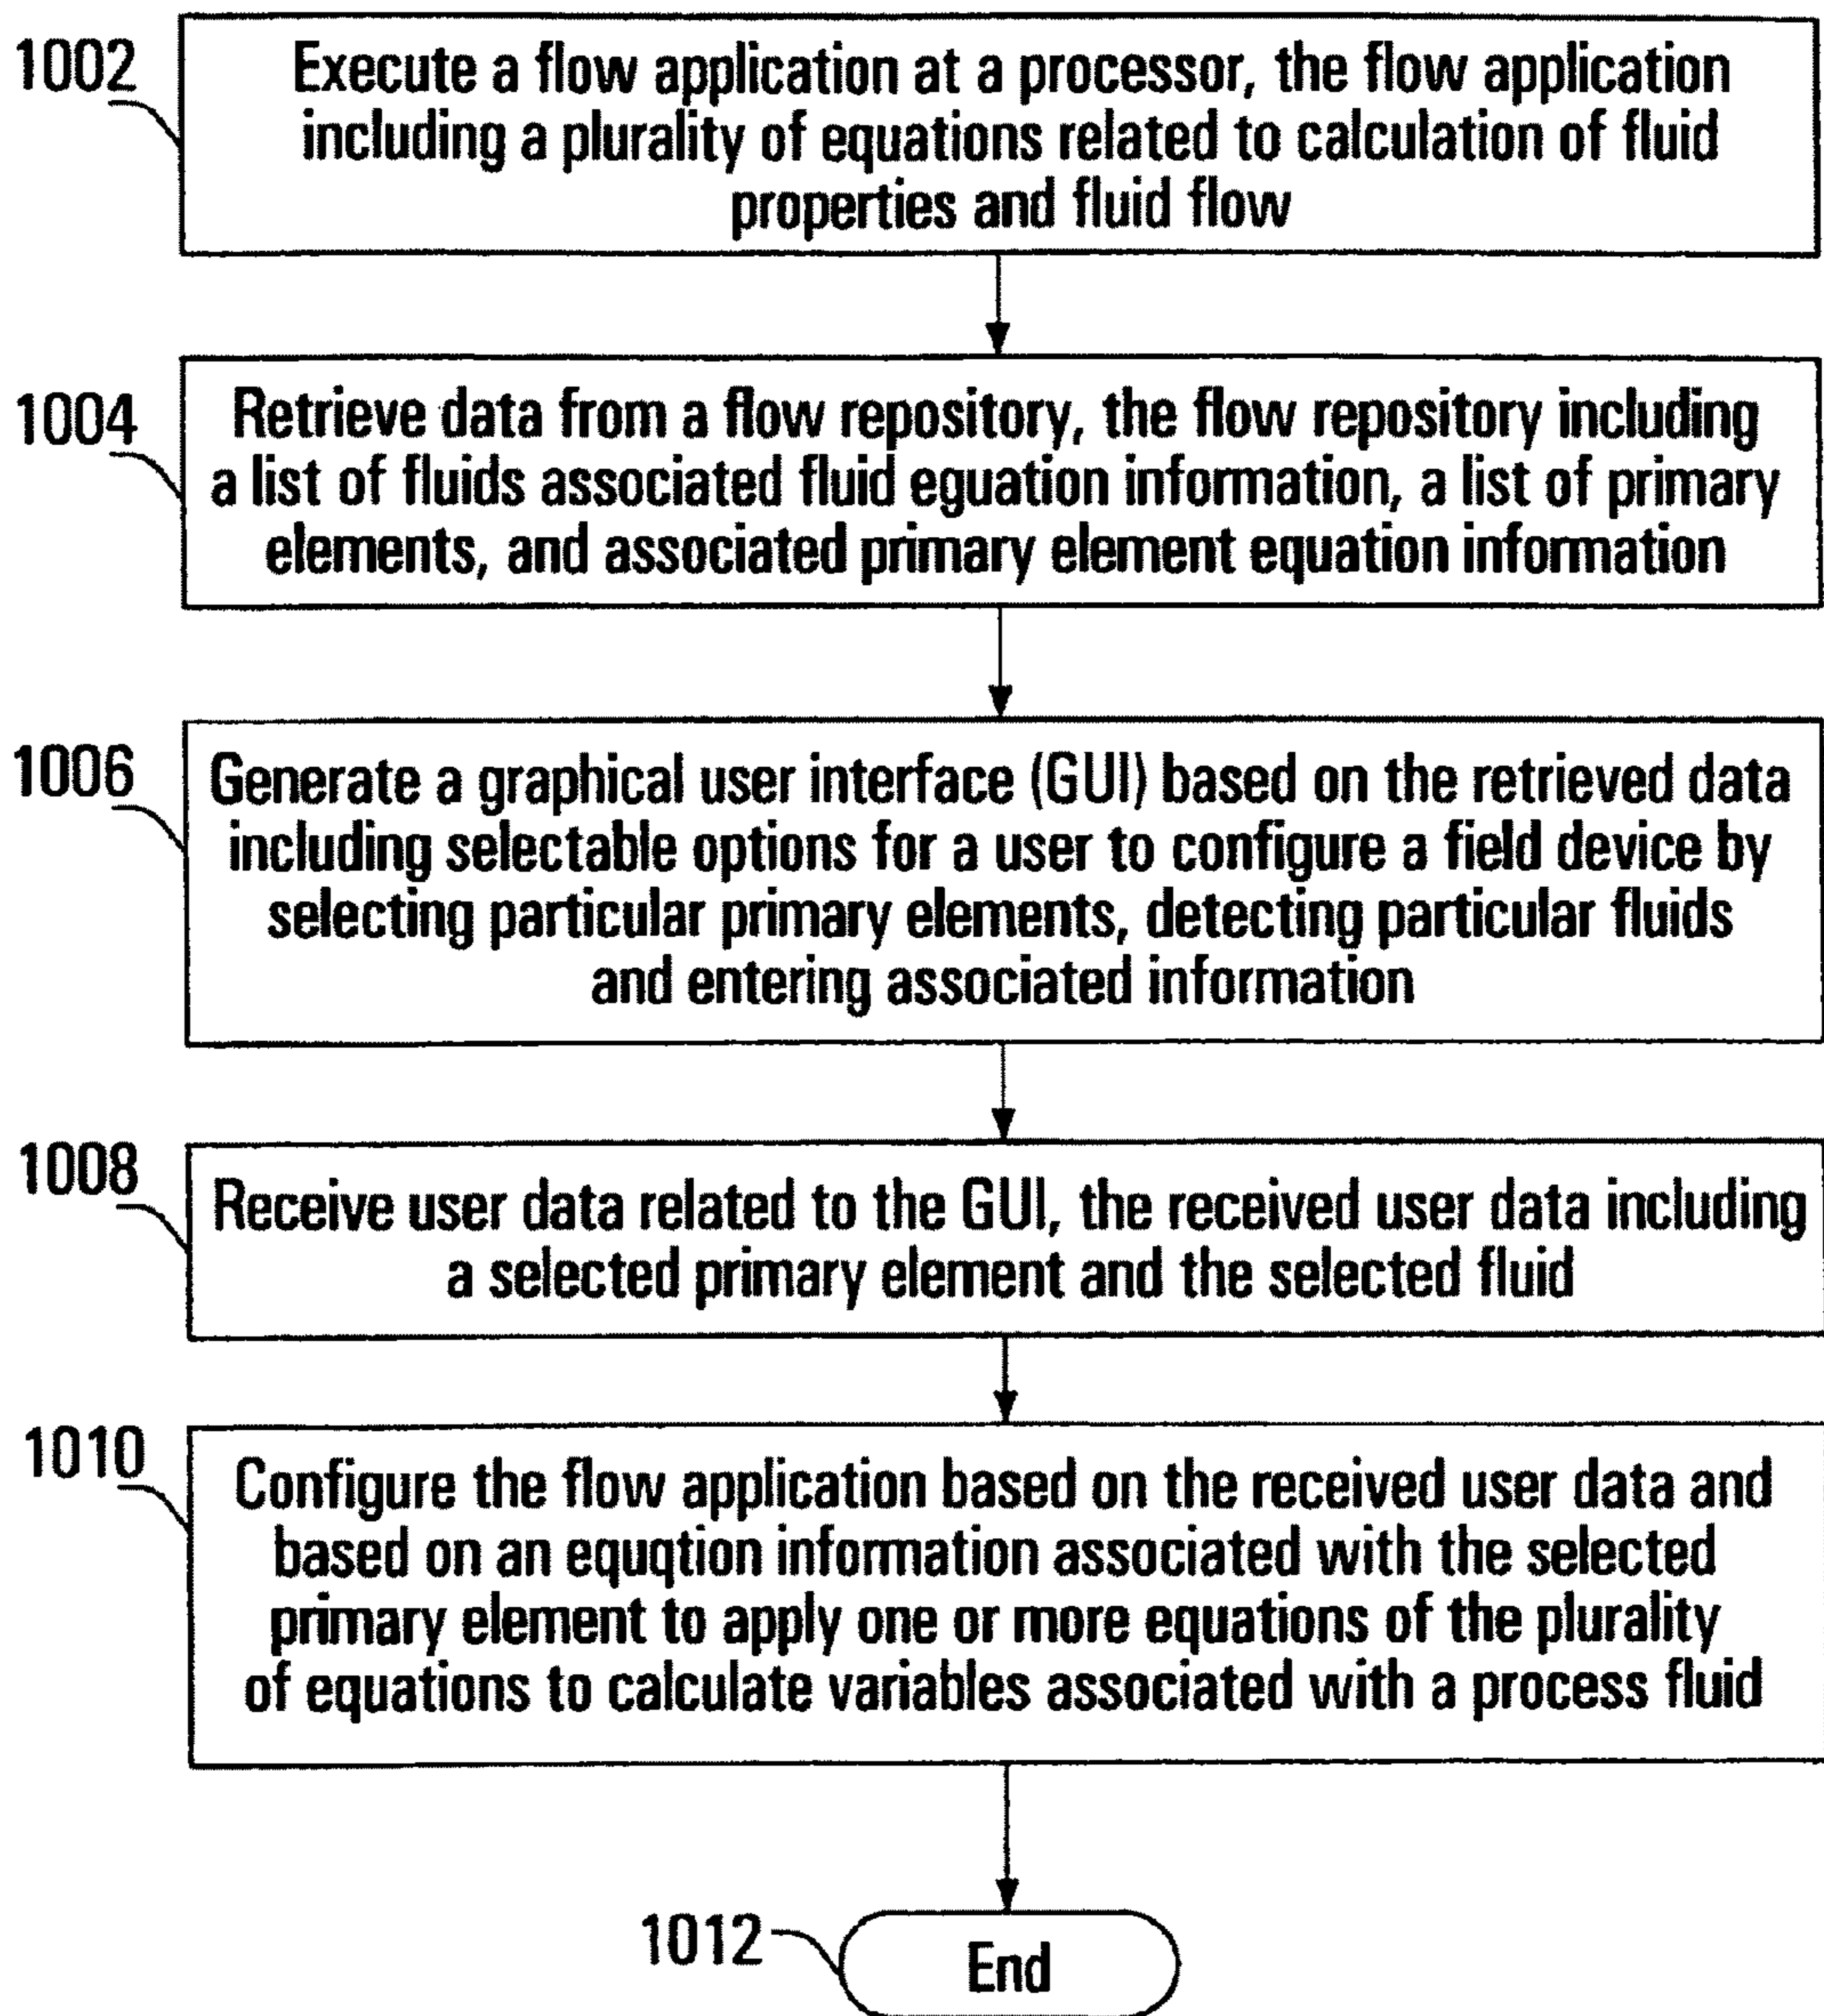 1002
Execute a flow application at a processor, the flow application
including a plurality of equations related to calculation of fluid
properties and fluid flow
1004
Retrieve data from a flow repository, the flow repository including
a list of fluids associated fluid eguation information, a list of primary
elements, and associated primary element equation information
1006
Generate a graphical user interface (GUI) based on the retrieved data
including selectable options for a user to configure a field device by
selecting particular primary elements, detecting particular fluids
and entering associated information
1008
Receive user data related to the GUI, the received user data including
a selected primary element and the selected fluid
1010
Configure the flow application based on the received user data and
based on an equqtion information associated with the selected
primary element to apply one or more equations of the plurality
of equations to calculate variables associated with a process fluid
1012
End